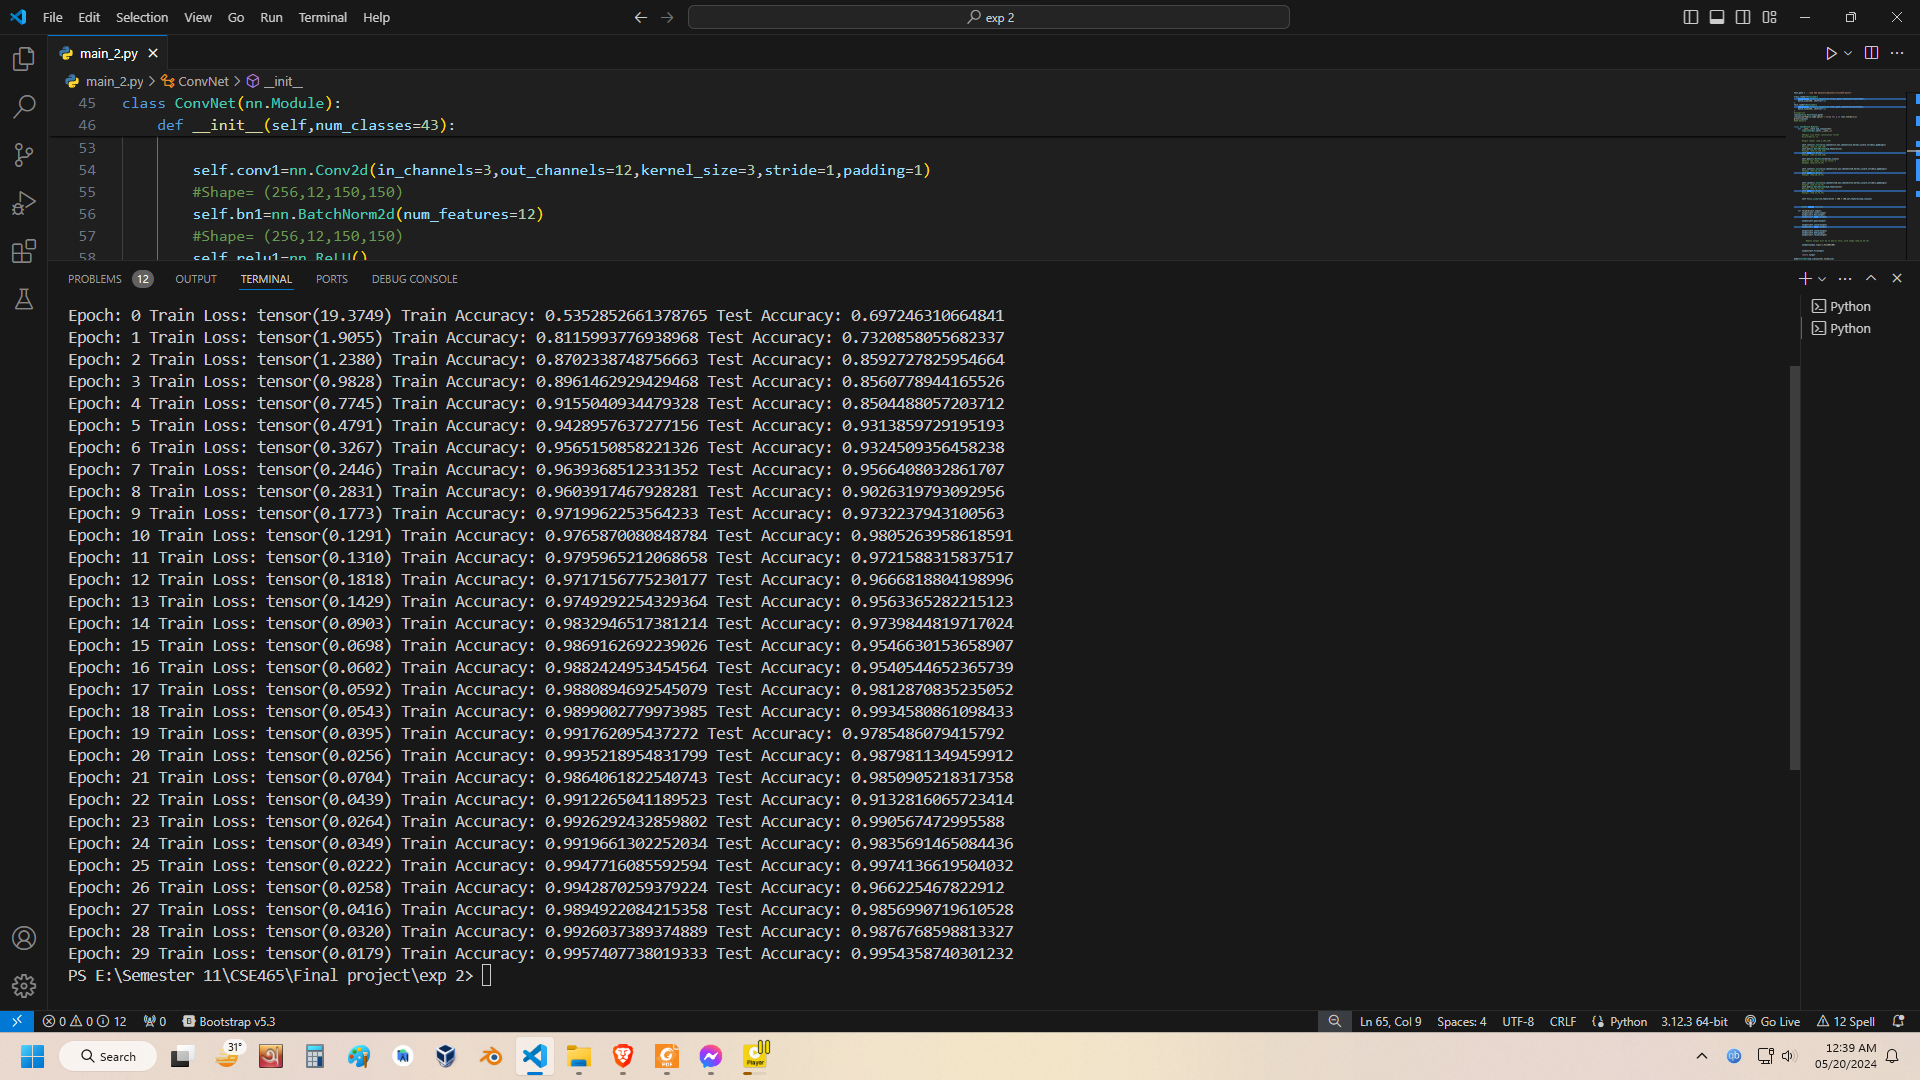 File Edit Selection View Go Run Terminal Help
exp 2
main_2.py
main_2.py > ConvNet > __init__
45 class ConvNet(nn.Module):
46 def __init__(self,num_classes=43):
53
54 self.conv1=nn.Conv2d(in_channels=3,out_channels=12,kernel_size=3,stride=1,padding=1)
55 #Shape= (256,12,150,150)
56 self.bn1=nn.BatchNorm2d(num_features=12)
57 #Shape= (256,12,150,150)
58 self.relu1=nn.ReLU()
PROBLEMS 12 OUTPUT TERMINAL PORTS DEBUG CONSOLE
Python
Python
Epoch: 0 Train Loss: tensor(19.3749) Train Accuracy: 0.5352852661378765 Test Accuracy: 0.697246310664841
Epoch: 1 Train Loss: tensor(1.9055) Train Accuracy: 0.8115993776938968 Test Accuracy: 0.7320858055682337
Epoch: 2 Train Loss: tensor(1.2380) Train Accuracy: 0.8702338748756663 Test Accuracy: 0.8592727825954664
Epoch: 3 Train Loss: tensor(0.9828) Train Accuracy: 0.8961462929429468 Test Accuracy: 0.8560778944165526
Epoch: 4 Train Loss: tensor(0.7745) Train Accuracy: 0.9155040934479328 Test Accuracy: 0.8504488057203712
Epoch: 5 Train Loss: tensor(0.4791) Train Accuracy: 0.9428957637277156 Test Accuracy: 0.9313859729195193
Epoch: 6 Train Loss: tensor(0.3267) Train Accuracy: 0.9565150858221326 Test Accuracy: 0.9324509356458238
Epoch: 7 Train Loss: tensor(0.2446) Train Accuracy: 0.9639368512331352 Test Accuracy: 0.9566408032861707
Epoch: 8 Train Loss: tensor(0.2831) Train Accuracy: 0.9603917467928281 Test Accuracy: 0.9026319793092956
Epoch: 9 Train Loss: tensor(0.1773) Train Accuracy: 0.9719962253564233 Test Accuracy: 0.9732237943100563
Epoch: 10 Train Loss: tensor(0.1291) Train Accuracy: 0.9765870080848784 Test Accuracy: 0.9805263958618591
Epoch: 11 Train Loss: tensor(0.1310) Train Accuracy: 0.9795965212068658 Test Accuracy: 0.9721588315837517
Epoch: 12 Train Loss: tensor(0.1818) Train Accuracy: 0.9717156775230177 Test Accuracy: 0.9666818804198996
Epoch: 13 Train Loss: tensor(0.1429) Train Accuracy: 0.9749292254329364 Test Accuracy: 0.9563365282215123
Epoch: 14 Train Loss: tensor(0.0903) Train Accuracy: 0.9832946517381214 Test Accuracy: 0.9739844819717024
Epoch: 15 Train Loss: tensor(0.0698) Train Accuracy: 0.9869162692239026 Test Accuracy: 0.9546630153658907
Epoch: 16 Train Loss: tensor(0.0602) Train Accuracy: 0.9882424953454564 Test Accuracy: 0.9540544652365739
Epoch: 17 Train Loss: tensor(0.0592) Train Accuracy: 0.9880894692545079 Test Accuracy: 0.9812870835235052
Epoch: 18 Train Loss: tensor(0.0543) Train Accuracy: 0.9899002779973985 Test Accuracy: 0.9934580861098433
Epoch: 19 Train Loss: tensor(0.0395) Train Accuracy: 0.991762095437272 Test Accuracy: 0.9785486079415792
Epoch: 20 Train Loss: tensor(0.0256) Train Accuracy: 0.9935218954831799 Test Accuracy: 0.9879811349459912
Epoch: 21 Train Loss: tensor(0.0704) Train Accuracy: 0.9864061822540743 Test Accuracy: 0.9850905218317358
Epoch: 22 Train Loss: tensor(0.0439) Train Accuracy: 0.9912265041189523 Test Accuracy: 0.9132816065723414
Epoch: 23 Train Loss: tensor(0.0264) Train Accuracy: 0.9926292432859802 Test Accuracy: 0.990567472995588
Epoch: 24 Train Loss: tensor(0.0349) Train Accuracy: 0.9919661302252034 Test Accuracy: 0.9835691465084436
Epoch: 25 Train Loss: tensor(0.0222) Train Accuracy: 0.9947716085592594 Test Accuracy: 0.9974136619504032
Epoch: 26 Train Loss: tensor(0.0258) Train Accuracy: 0.9942870259379224 Test Accuracy: 0.966225467822912
Epoch: 27 Train Loss: tensor(0.0416) Train Accuracy: 0.9894922084215358 Test Accuracy: 0.9856990719610528
Epoch: 28 Train Loss: tensor(0.0320) Train Accuracy: 0.9926037389374889 Test Accuracy: 0.9876768598813327
Epoch: 29 Train Loss: tensor(0.0179) Train Accuracy: 0.9957407738019333 Test Accuracy: 0.9954358740301232
PS E:\Semester 11\CSE465\Final project\exp 2>
0 0 12 0 Bootstrap v5.3 Ln 65, Col 9 Spaces: 4 UTF-8 CRLF Python 3.12.3 64-bit Go Live 12 Spell
Search 31° 12:39 AM
05/20/2024